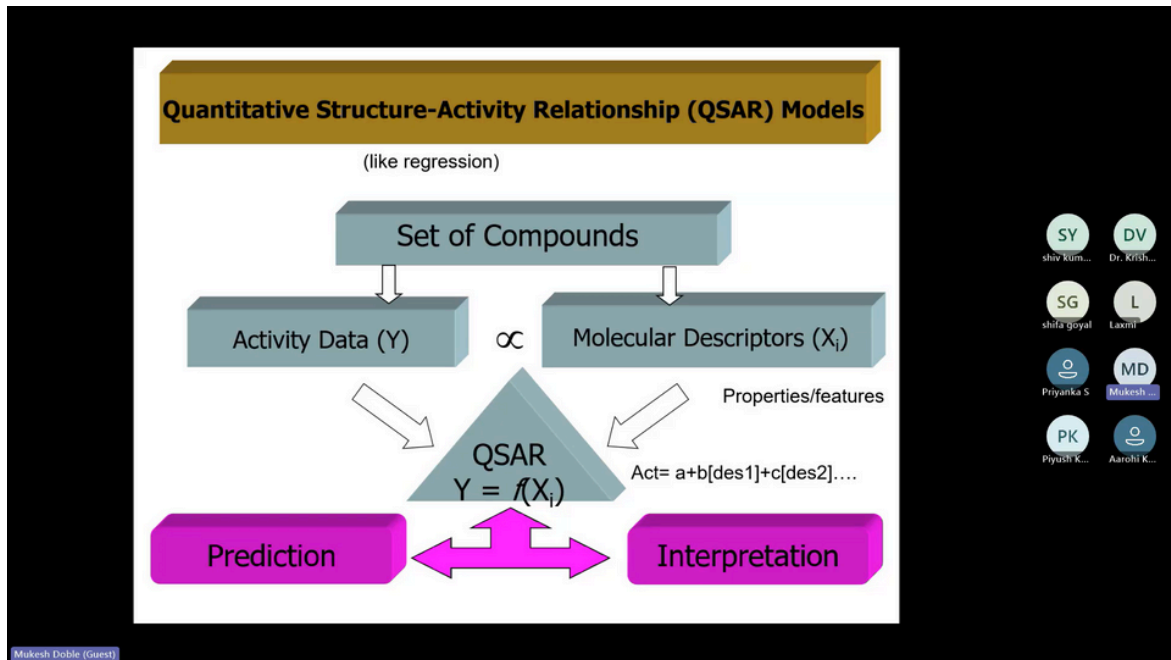 Quantitative Structure-Activity Relationship (QSAR) Models
(like regression)
Set of Compounds
Activity Data (Y)
∝
Molecular Descriptors (Xi)
Properties/features
QSAR
Y = f(Xi)
Act= a+b[des1]+c[des2]....
Prediction
Interpretation
SY
shiv kum...
DV
Dr. Krish...
SG
shifa goyal
L
Laxmi
Priyanka S
MD
Mukesh ...
PK
Piyush K...
Aarohi K...
Mukesh Doble (Guest)